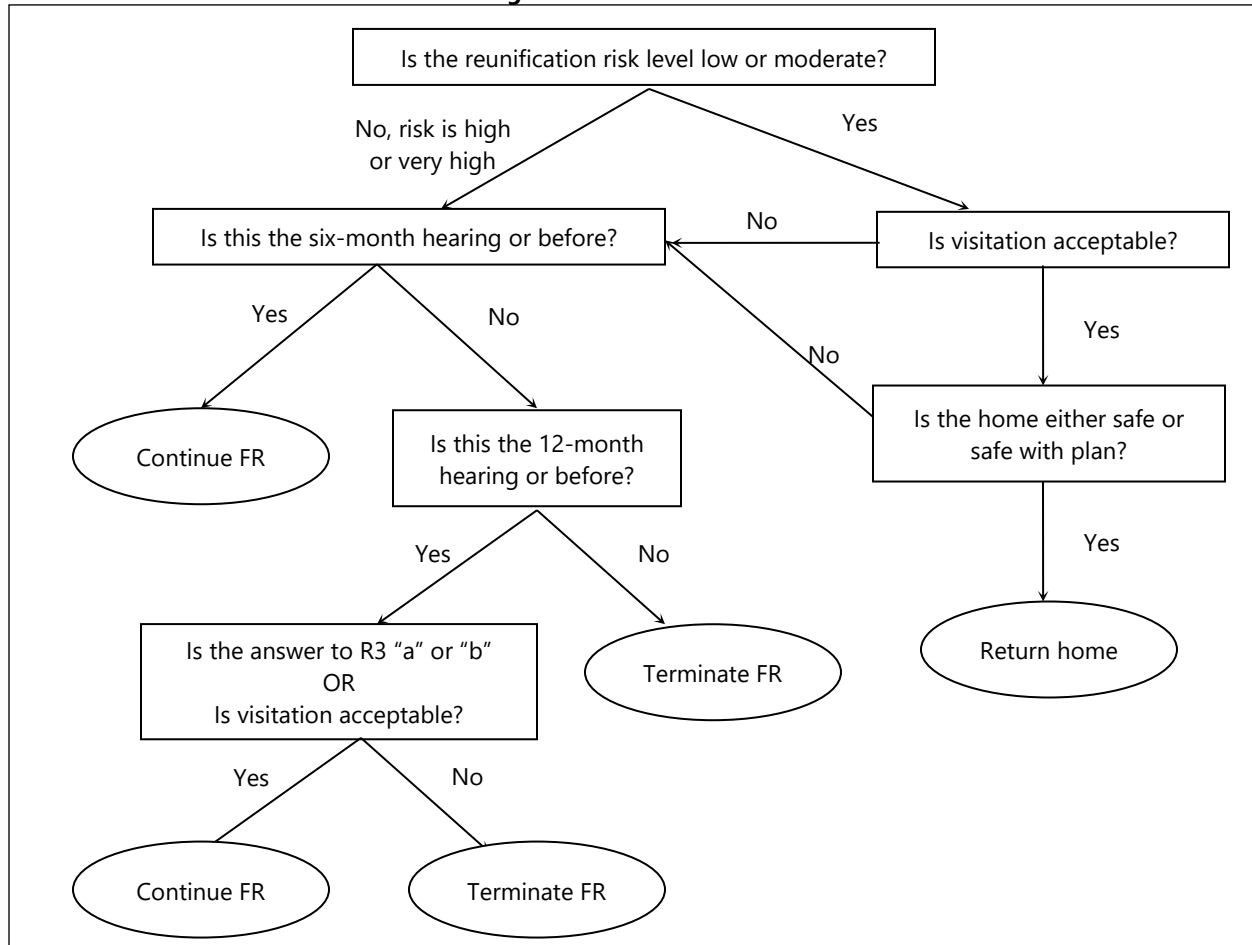 Is the reunification risk level low or moderate?
No, risk is high
or very high
Yes
Is this the six-month hearing or before?
No
Is visitation acceptable?
Yes
No
No
Yes
Continue FR
Is this the 12-month
hearing or before?
Is the home either safe or
safe with plan?
Yes
No
Yes
Is the answer to R3 “a” or “b”
OR
Is visitation acceptable?
Terminate FR
Return home
Yes
No
Continue FR
Terminate FR